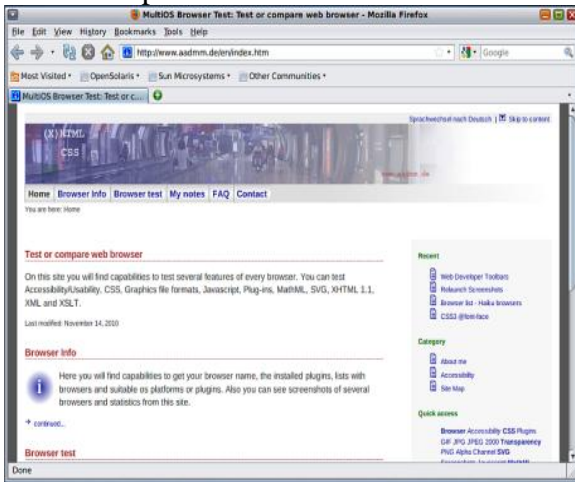 MultiOS Browser Test: Test or compare web browser - Mozilla Firefox
File Edit View History Bookmarks Tools Help
http://www.aadmm.de/en/index.htm
Google
Most Visited OpenSolaris Sun Microsystems Other Communities
MultiOS Browser Test: Test or c...
Sprachwechsel nach Deutsch | Skip to content
(X)HTML
CSS
www.aadmm.de
Home Browser Info Browser test My notes FAQ Contact
You are here: Home
Test or compare web browser
On this site you will find capabilities to test several features of every browser. You can test
Accessibility/Usability, CSS, Graphics file formats, Javascript, Plug-ins, MathML, SVG, XHTML 1.1,
XML and XSLT.
Last modified: November 14, 2010
Browser Info
Here you will find capabilities to get your browser name, the installed plugins, lists with
browsers and suitable os platforms or plugins. Also you can see screenshots of several
browsers and statistics from this site.
continued...
Browser test
Recent
Web Developer Toolbars
Relaunch Screenshots
Browser list - Haiku browsers
CSS3 @font-face
Category
About me
Accessibility
Site Map
Quick access
Browser Accessibility CSS Plugins
GIF JPG JPEG 2000 Transparency
PNG Alpha Channel SVG
Done